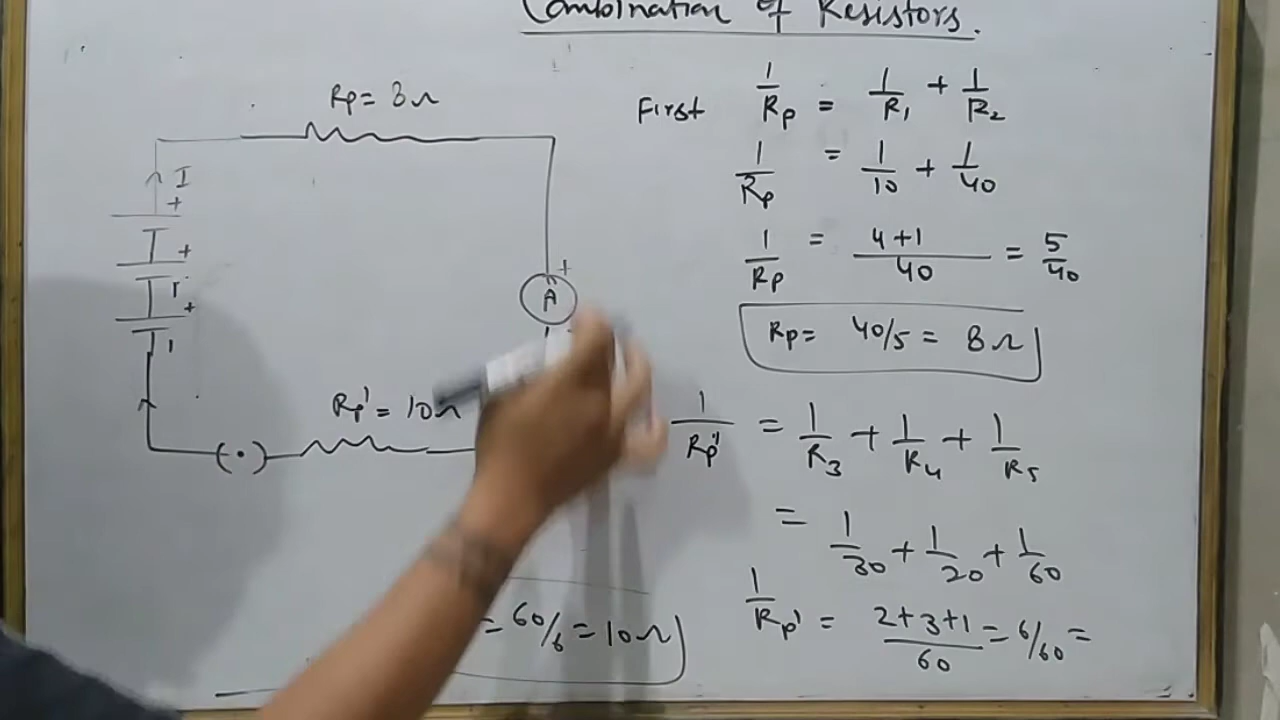 Combination of Resistors.
Rp = 8Ω
I
+
+
+
+
A
Rp' = 10Ω
(·)
First 1/Rp = 1/R1 + 1/R2
1/Rp = 1/10 + 1/40
1/Rp = 4+1/40 = 5/40
Rp = 40/5 = 8Ω
1/Rp' = 1/R3 + 1/R4 + 1/R5
= 1/30 + 1/20 + 1/60
1/Rp' = 2+3+1/60 = 6/60 =
= 60/6 = 10Ω